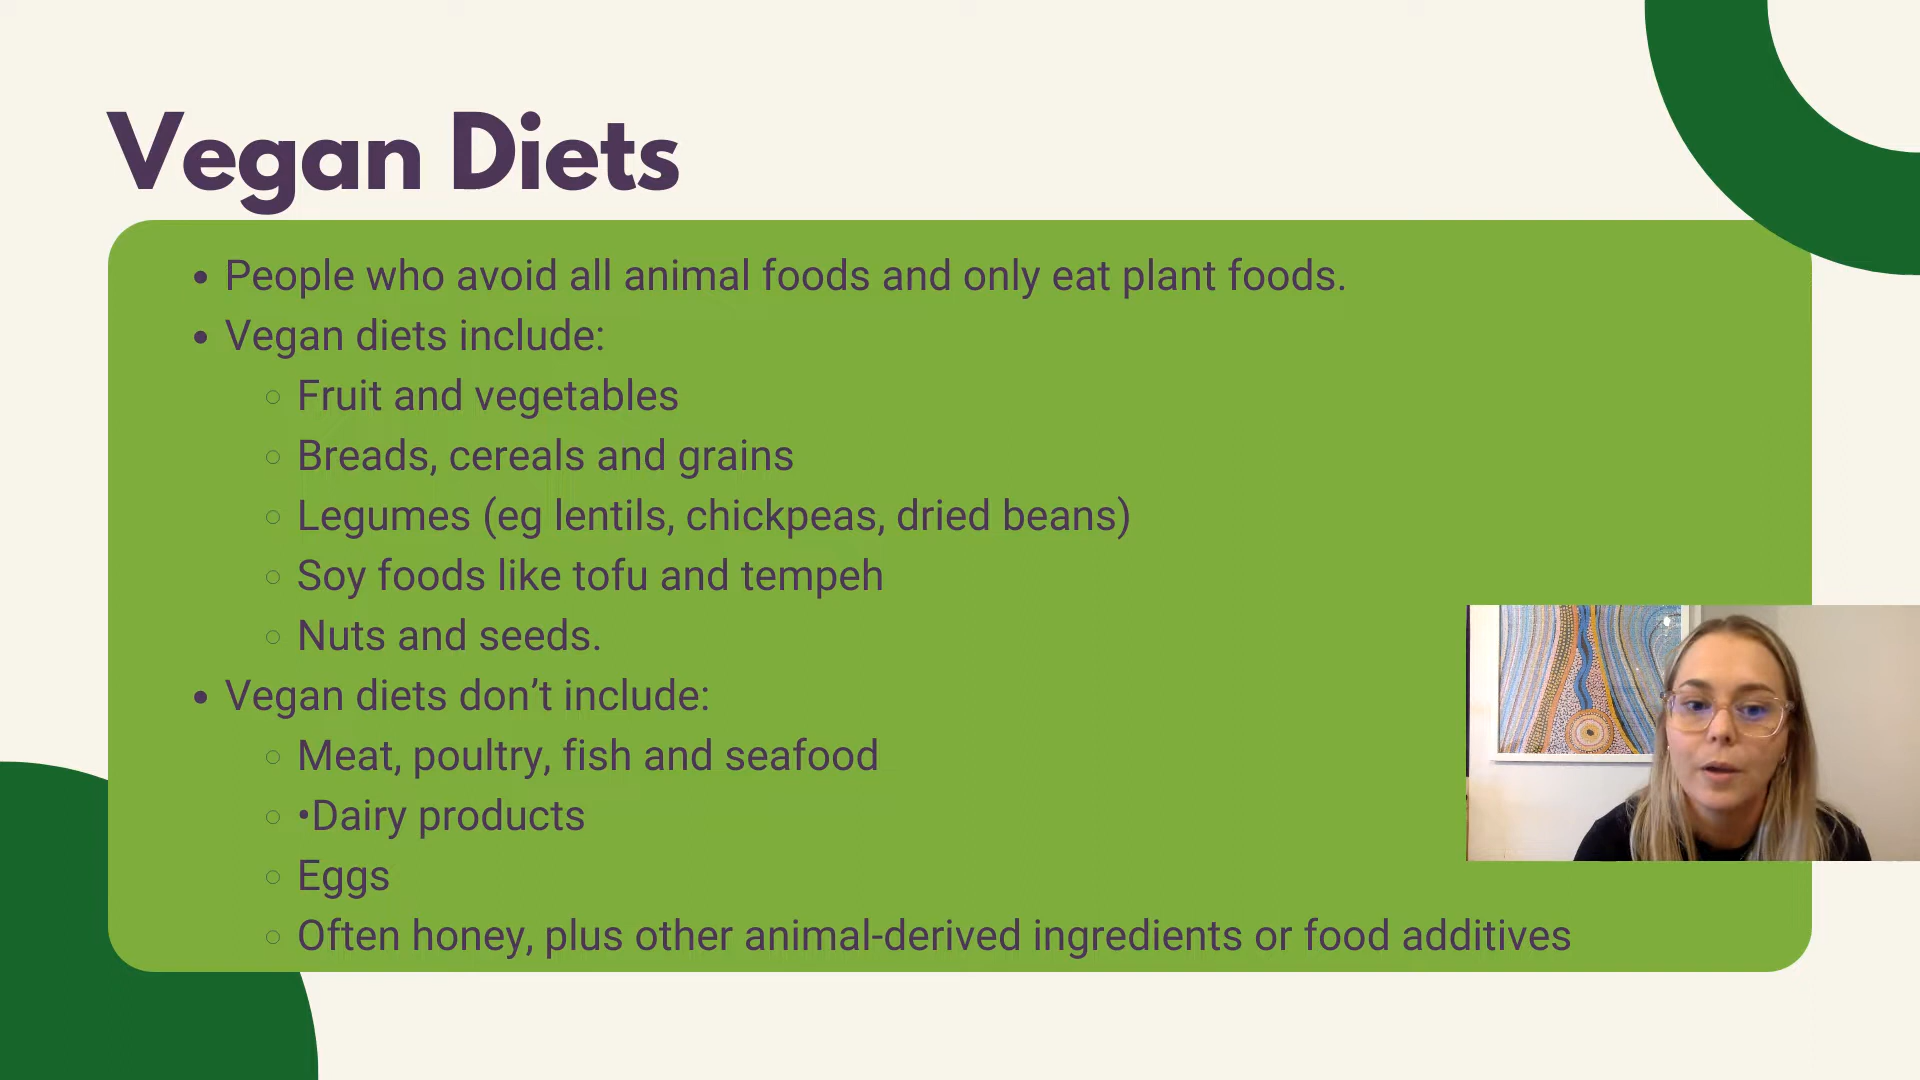 Vegan Diets
• People who avoid all animal foods and only eat plant foods.
• Vegan diets include:
○ Fruit and vegetables
○ Breads, cereals and grains
○ Legumes (eg lentils, chickpeas, dried beans)
○ Soy foods like tofu and tempeh
○ Nuts and seeds.
• Vegan diets don’t include:
○ Meat, poultry, fish and seafood
○ •Dairy products
○ Eggs
○ Often honey, plus other animal-derived ingredients or food additives